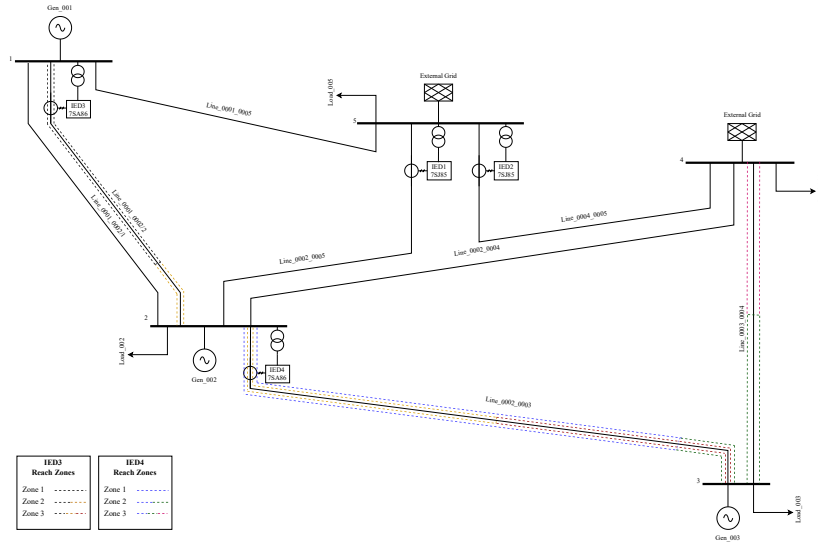 Gen_001
1
IED3
7SA86
Line_0001_0005
Load_005
External Grid
5
IED1
7SJ85
IED2
7SJ85
External Grid
4
Line_0001_0002/2
Line_0001_0002/1
Line_0002_0005
Line_0004_0005
Line_0002_0004
2
Load_002
Gen_002
IED4
7SA86
Line_0002_0003
Line_0003_0004
3
Load_003
Gen_003
IED3
Reach Zones
Zone 1
Zone 2
Zone 3
IED4
Reach Zones
Zone 1
Zone 2
Zone 3